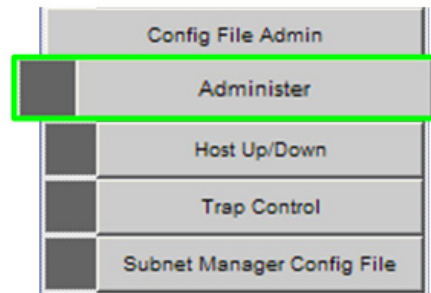 Config File Admin
Administer
Host Up/Down
Trap Control
Subnet Manager Config File